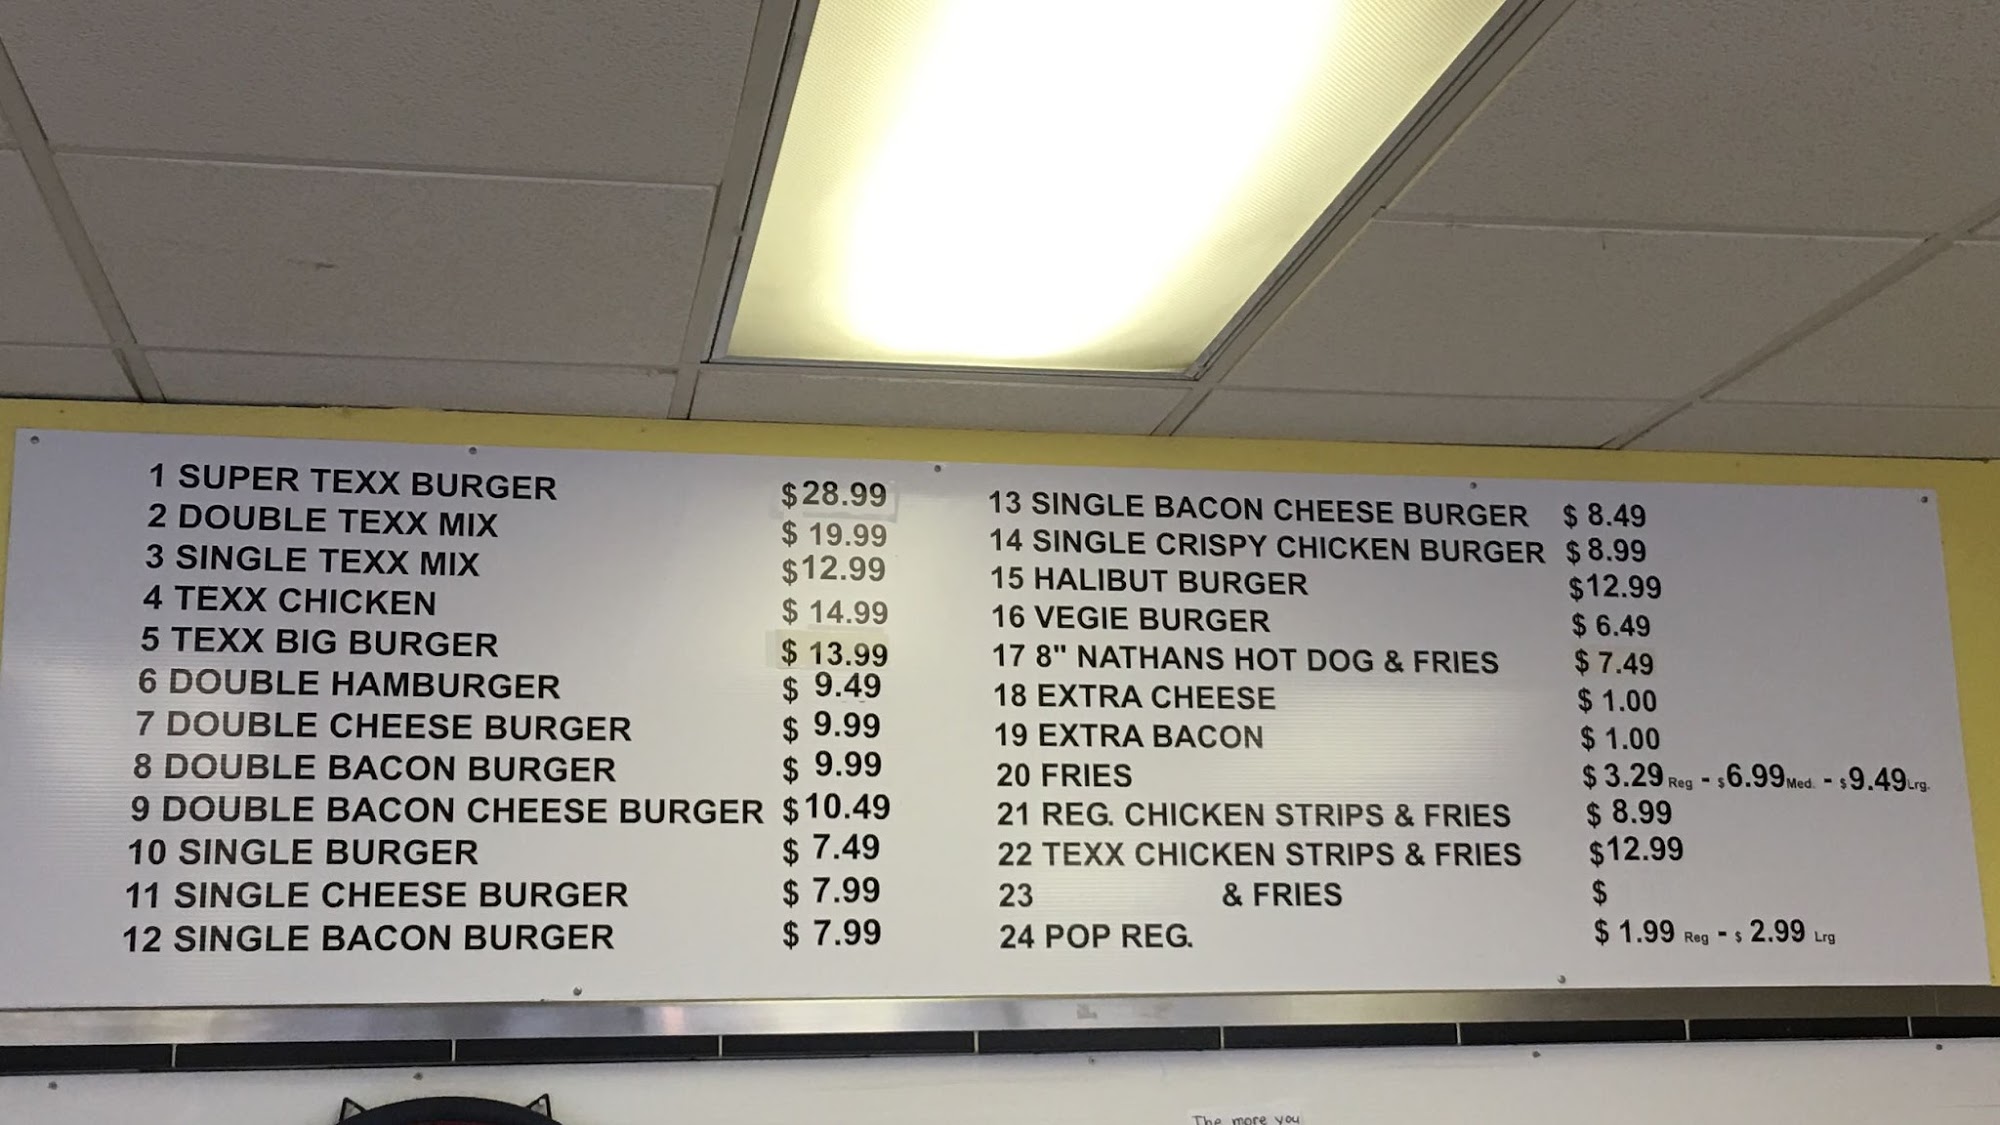 1 SUPER TEXX BURGER $28.99
2 DOUBLE TEXX MIX $ 19.99
3 SINGLE TEXX MIX $12.99
4 TEXX CHICKEN $ 14.99
5 TEXX BIG BURGER $ 13.99
6 DOUBLE HAMBURGER $ 9.49
7 DOUBLE CHEESE BURGER $ 9.99
8 DOUBLE BACON BURGER $ 9.99
9 DOUBLE BACON CHEESE BURGER $10.49
10 SINGLE BURGER $ 7.49
11 SINGLE CHEESE BURGER $ 7.99
12 SINGLE BACON BURGER $ 7.99
13 SINGLE BACON CHEESE BURGER $ 8.49
14 SINGLE CRISPY CHICKEN BURGER $ 8.99
15 HALIBUT BURGER $12.99
16 VEGIE BURGER $ 6.49
17 8" NATHANS HOT DOG & FRIES $ 7.49
18 EXTRA CHEESE $ 1.00
19 EXTRA BACON $ 1.00
20 FRIES $ 3.29 Reg - $6.99 Med. - $9.49 Lrg.
21 REG. CHICKEN STRIPS & FRIES $ 8.99
22 TEXX CHICKEN STRIPS & FRIES $12.99
23 & FRIES $
24 POP REG. $ 1.99 Reg - $ 2.99 Lrg
The more you